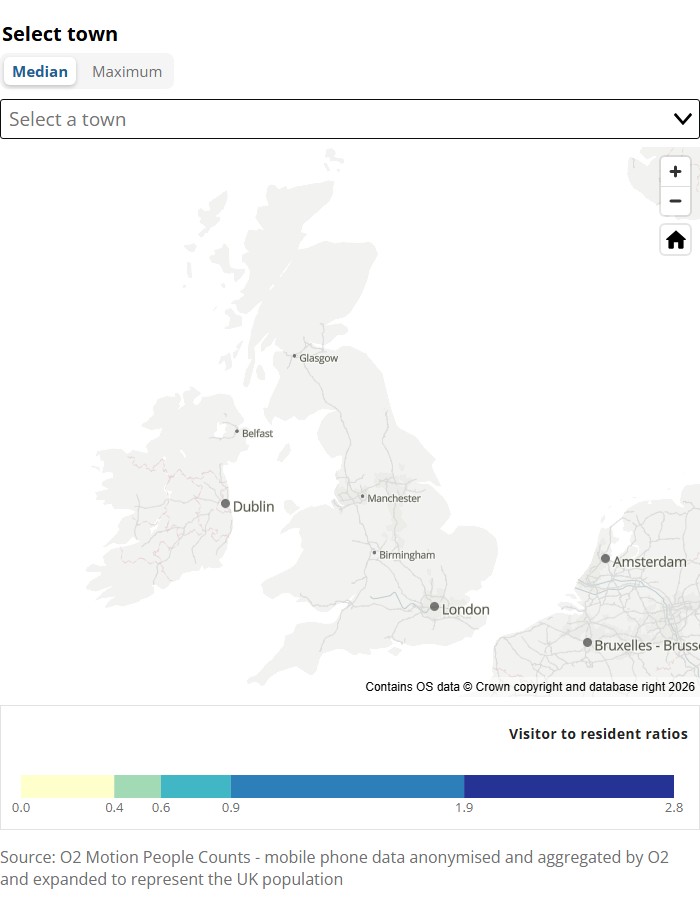 Select town
Median Maximum
Select a town
+
−
Glasgow
Belfast
Manchester
Dublin
Birmingham
Amsterdam
London
Bruxelles - Brusse
Contains OS data © Crown copyright and database right 2026
Visitor to resident ratios
0.0 0.4 0.6 0.9 1.9 2.8
Source: O2 Motion People Counts - mobile phone data anonymised and aggregated by O2
and expanded to represent the UK population